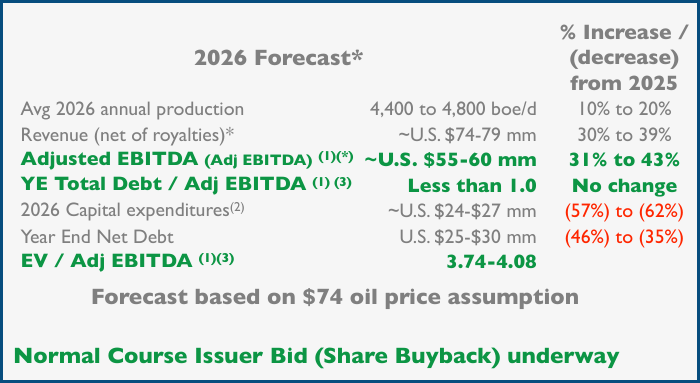 2026 Forecast*
% Increase / (decrease) from 2025
Avg 2026 annual production 4,400 to 4,800 boe/d 10% to 20%
Revenue (net of royalties)* ~U.S. $74-79 mm 30% to 39%
Adjusted EBITDA (Adj EBITDA) (1)(*) ~U.S. $55-60 mm 31% to 43%
YE Total Debt / Adj EBITDA (1) (3) Less than 1.0 No change
2026 Capital expenditures(2) ~U.S. $24-$27 mm (57%) to (62%)
Year End Net Debt U.S. $25-$30 mm (46%) to (35%)
EV / Adj EBITDA (1)(3) 3.74-4.08
Forecast based on $74 oil price assumption
Normal Course Issuer Bid (Share Buyback) underway